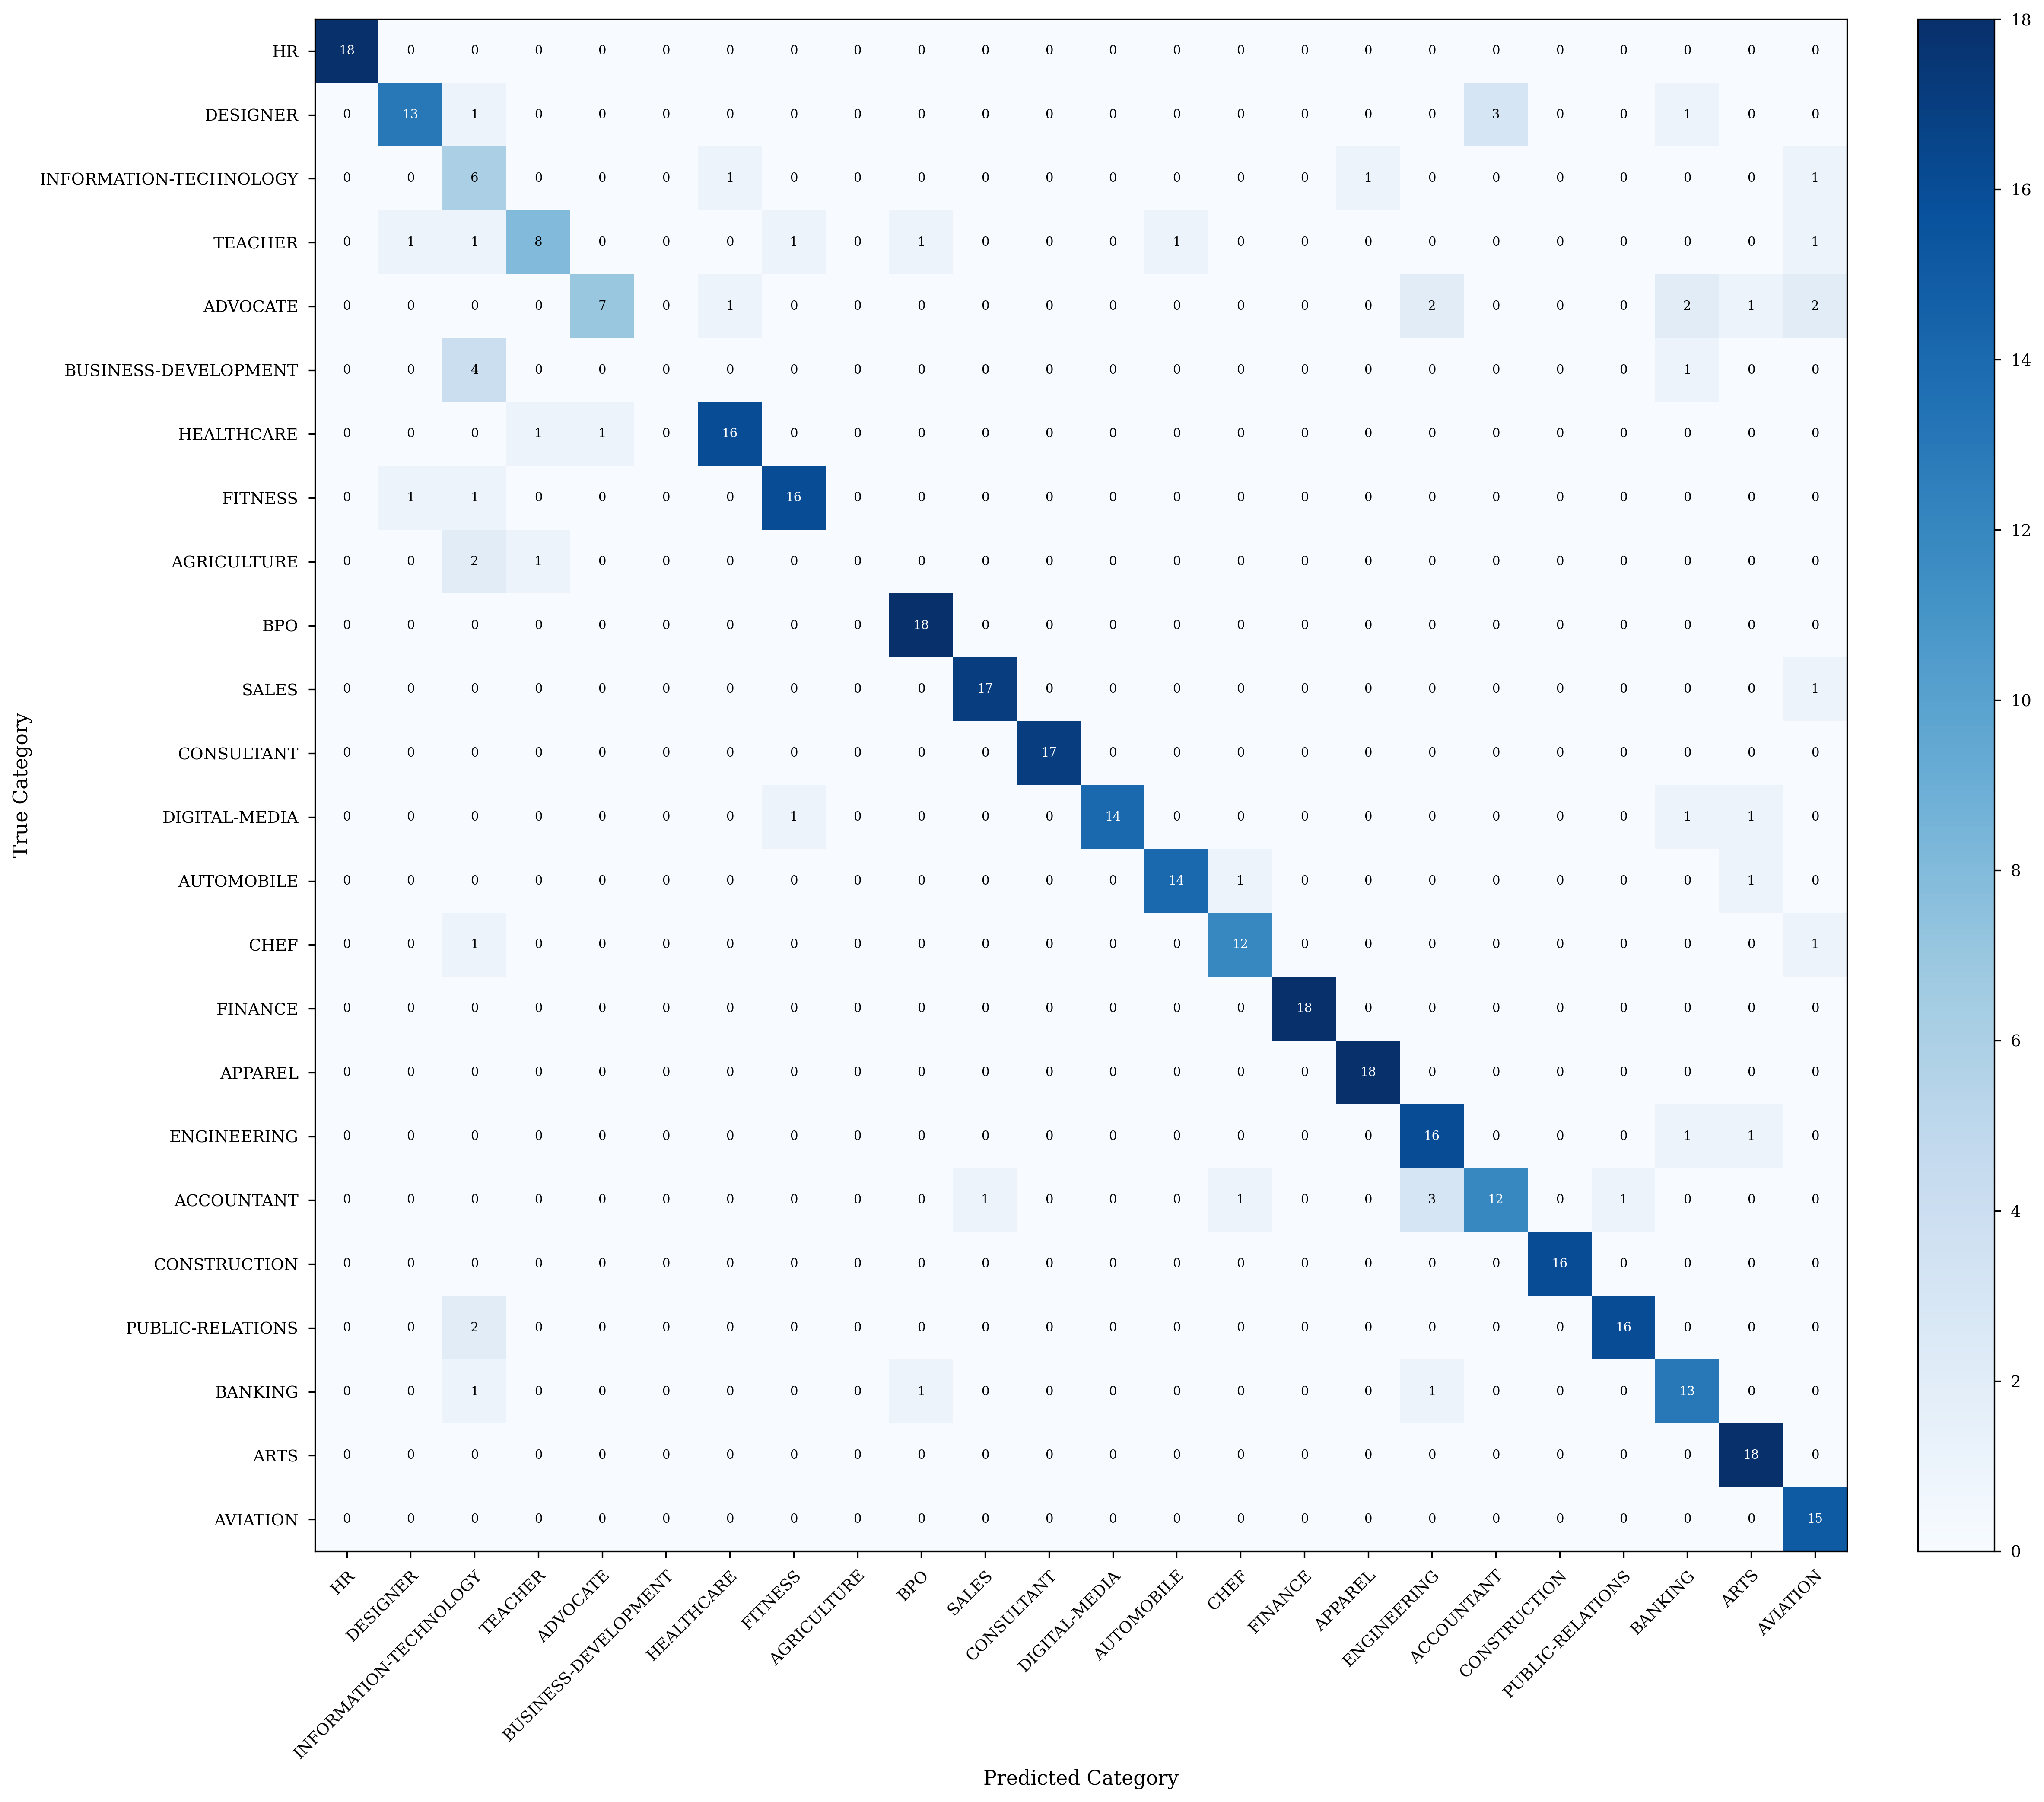 HR 18 0 0 0 0 0 0 0 0 0 0 0 0 0 0 0 0 0 0 0 0 0 0 0
DESIGNER 0 13 1 0 0 0 0 0 0 0 0 0 0 0 0 0 0 0 3 0 0 1 0 0
INFORMATION-TECHNOLOGY 0 0 6 0 0 0 1 0 0 0 0 0 0 0 0 0 1 0 0 0 0 0 0 1
TEACHER 0 1 1 8 0 0 0 1 0 1 0 0 0 1 0 0 0 0 0 0 0 0 0 1
ADVOCATE 0 0 0 0 7 0 1 0 0 0 0 0 0 0 0 0 0 2 0 0 0 2 1 2
BUSINESS-DEVELOPMENT 0 0 4 0 0 0 0 0 0 0 0 0 0 0 0 0 0 0 0 0 0 1 0 0
HEALTHCARE 0 0 0 1 1 0 16 0 0 0 0 0 0 0 0 0 0 0 0 0 0 0 0 0
FITNESS 0 1 1 0 0 0 0 16 0 0 0 0 0 0 0 0 0 0 0 0 0 0 0 0
AGRICULTURE 0 0 2 1 0 0 0 0 0 0 0 0 0 0 0 0 0 0 0 0 0 0 0 0
BPO 0 0 0 0 0 0 0 0 0 18 0 0 0 0 0 0 0 0 0 0 0 0 0 0
SALES 0 0 0 0 0 0 0 0 0 0 17 0 0 0 0 0 0 0 0 0 0 0 0 1
CONSULTANT 0 0 0 0 0 0 0 0 0 0 0 17 0 0 0 0 0 0 0 0 0 0 0 0
DIGITAL-MEDIA 0 0 0 0 0 0 0 1 0 0 0 0 14 0 0 0 0 0 0 0 0 1 1 0
AUTOMOBILE 0 0 0 0 0 0 0 0 0 0 0 0 0 14 1 0 0 0 0 0 0 0 1 0
CHEF 0 0 1 0 0 0 0 0 0 0 0 0 0 0 12 0 0 0 0 0 0 0 0 1
FINANCE 0 0 0 0 0 0 0 0 0 0 0 0 0 0 0 18 0 0 0 0 0 0 0 0
APPAREL 0 0 0 0 0 0 0 0 0 0 0 0 0 0 0 0 18 0 0 0 0 0 0 0
ENGINEERING 0 0 0 0 0 0 0 0 0 0 0 0 0 0 0 0 0 16 0 0 0 1 1 0
ACCOUNTANT 0 0 0 0 0 0 0 0 0 0 1 0 0 0 1 0 0 3 12 0 1 0 0 0
CONSTRUCTION 0 0 0 0 0 0 0 0 0 0 0 0 0 0 0 0 0 0 0 16 0 0 0 0
PUBLIC-RELATIONS 0 0 2 0 0 0 0 0 0 0 0 0 0 0 0 0 0 0 0 0 16 0 0 0
BANKING 0 0 1 0 0 0 0 0 0 1 0 0 0 0 0 0 0 1 0 0 0 13 0 0
ARTS 0 0 0 0 0 0 0 0 0 0 0 0 0 0 0 0 0 0 0 0 0 0 18 0
AVIATION 0 0 0 0 0 0 0 0 0 0 0 0 0 0 0 0 0 0 0 0 0 0 0 15
True Category
HR
DESIGNER
INFORMATION-TECHNOLOGY
TEACHER
ADVOCATE
BUSINESS-DEVELOPMENT
HEALTHCARE
FITNESS
AGRICULTURE
BPO
SALES
CONSULTANT
DIGITAL-MEDIA
AUTOMOBILE
CHEF
FINANCE
APPAREL
ENGINEERING
ACCOUNTANT
CONSTRUCTION
PUBLIC-RELATIONS
BANKING
ARTS
AVIATION
Predicted Category
18
16
14
12
10
8
6
4
2
0